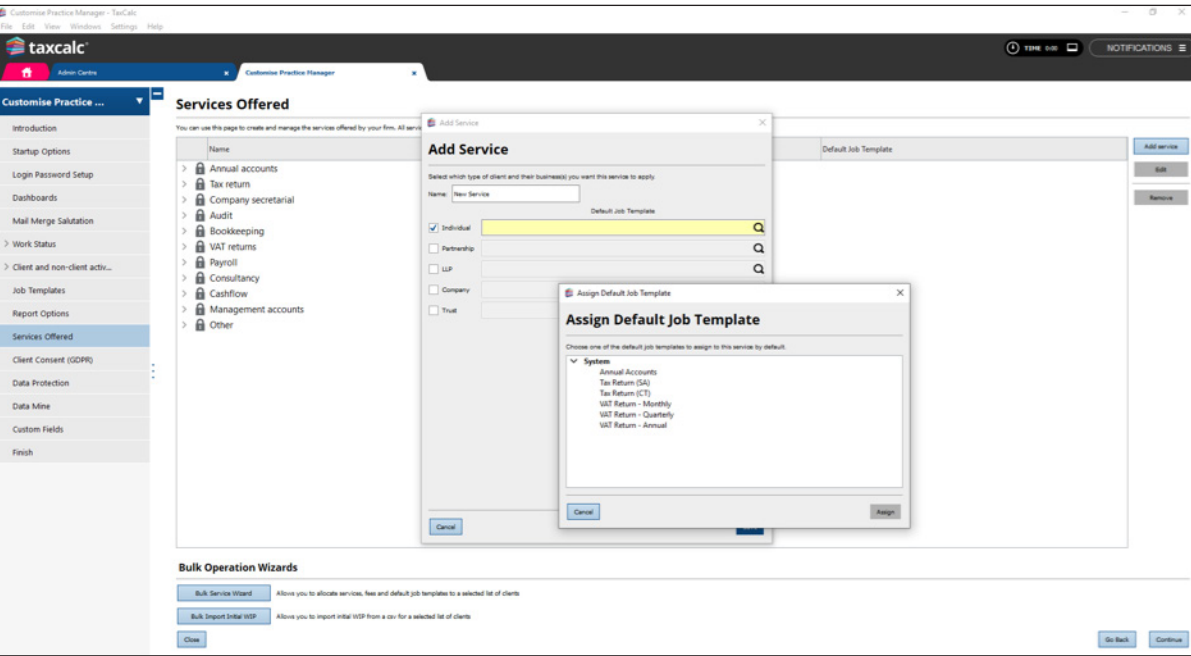 Customise Practice Manager - TaxCalc
File Edit View Windows Settings Help
taxcalc
TIME 0:00
NOTIFICATIONS
Admin Centre
Customise Practice Manager
Customise Practice ...
Introduction
Startup Options
Login Password Setup
Dashboards
Mail Merge Salutation
Work Status
Client and non-client activ...
Job Templates
Report Options
Services Offered
Client Consent (GDPR)
Data Protection
Data Mine
Custom Fields
Finish
Services Offered
You can use this page to create and manage the services offered by your firm. All servi
Name
Default Job Template
Annual accounts
Tax return
Company secretarial
Audit
Bookkeeping
VAT returns
Payroll
Consultancy
Cashflow
Management accounts
Other
Add service
Edit
Remove
Add Service
Add Service
Select which type of client and their business(s) you want this service to apply.
Name: New Service
Default Job Template
Individual
Partnership
LLP
Company
Trust
Cancel
Assign Default Job Template
Assign Default Job Template
Choose one of the default job templates to assign to this service by default.
System
Annual Accounts
Tax Return (SA)
Tax Return (CT)
VAT Return - Monthly
VAT Return - Quarterly
VAT Return - Annual
Cancel
Assign
Bulk Operation Wizards
Bulk Service Wizard
Allows you to allocate services, fees and default job templates to a selected list of clients
Bulk Import Initial WIP
Allows you to import initial WIP from a csv for a selected list of clients
Close
Go Back
Continue